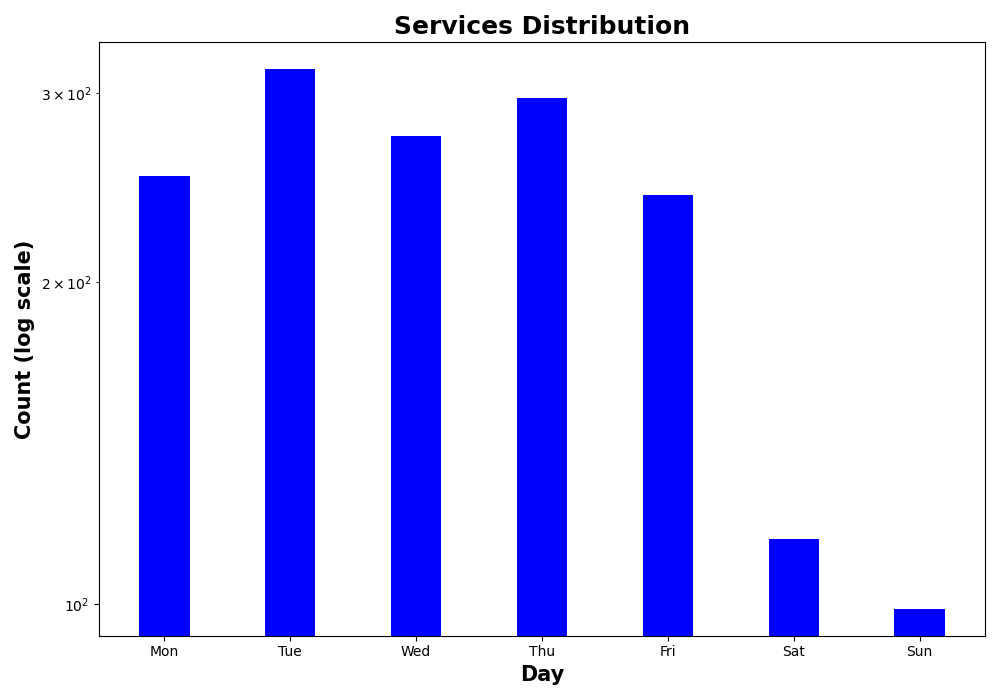 Services Distribution
3 × 10²
2 × 10²
10²
Count (log scale)
Mon Tue Wed Thu Fri Sat Sun
Day